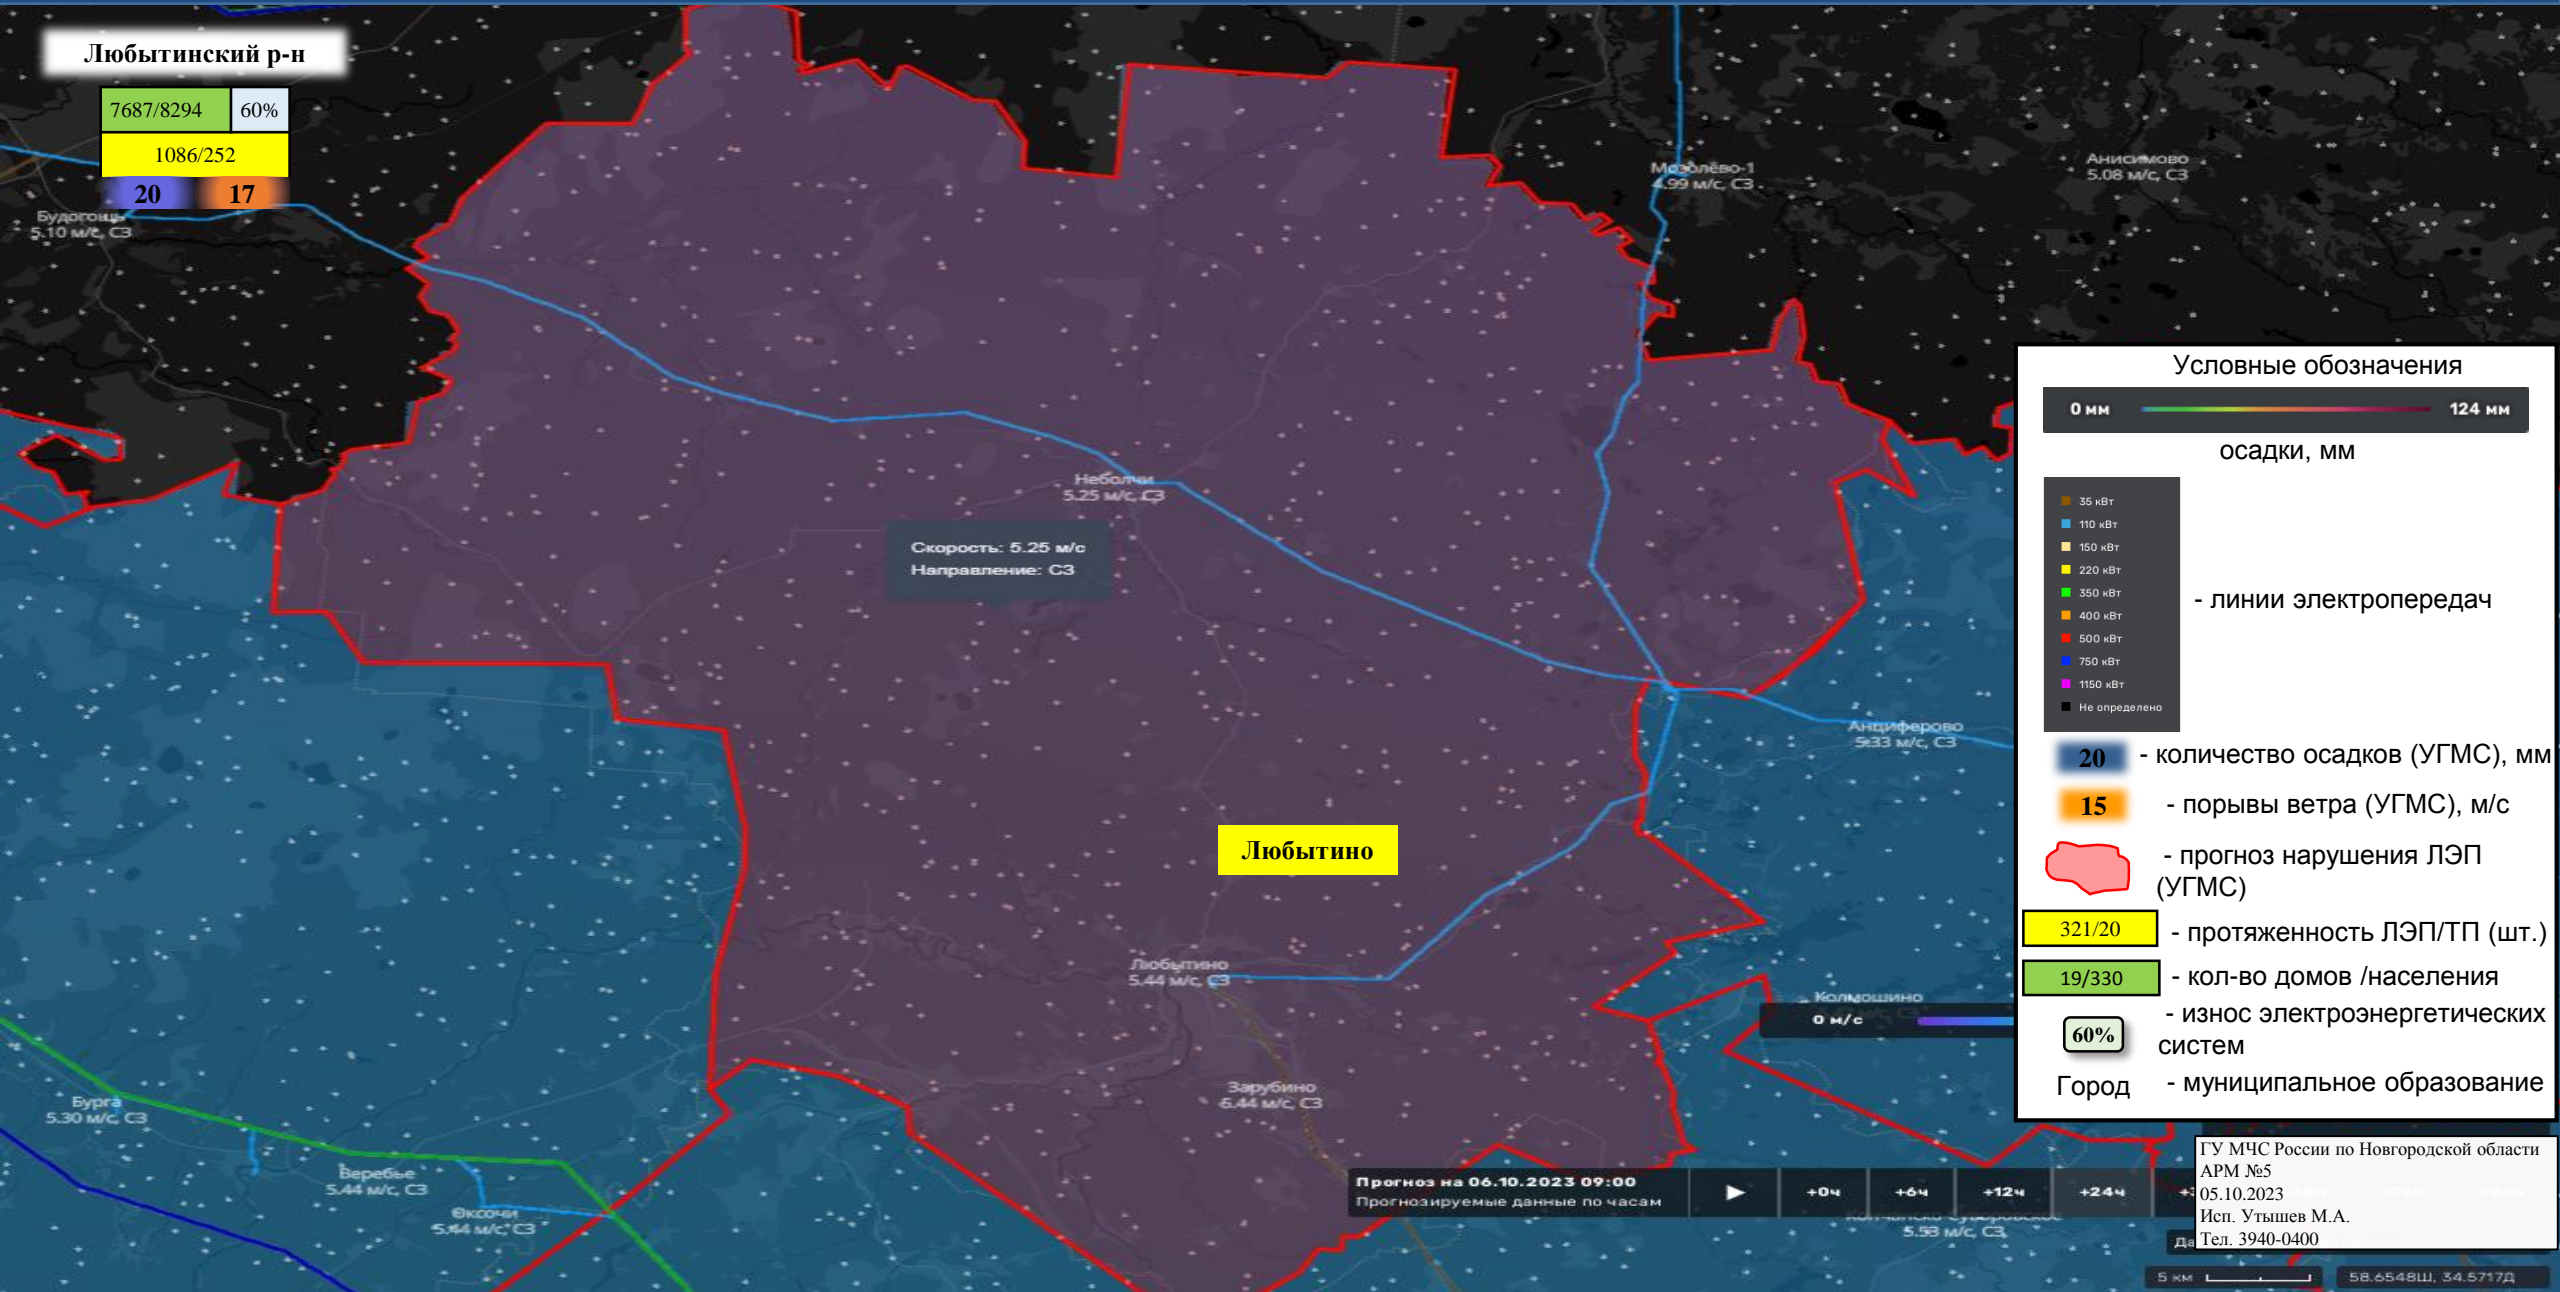 Любытинский р-н
7687/8294 60%
1086/252
20 17
Будогощь
5.10 м/с, СЗ
Мозолёво-1
4.99 м/с, СЗ
Анисимово
5.08 м/с, СЗ
Неболчи
5.25 м/с, СЗ
Скорость: 5.25 м/с
Направление: СЗ
Анциферово
5.33 м/с, СЗ
Любытино
Любытино
5.44 м/с, СЗ
Колмошино
0 м/с
Зарубино
5.44 м/с, СЗ
Бурга
5.30 м/с, СЗ
Веребье
5.44 м/с, СЗ
Оксочи
5.44 м/с, СЗ
5.53 м/с, СЗ
Прогноз на 06.10.2023 09:00
Прогнозируемые данные по часам
+0ч +6ч +12ч +24ч
Условные обозначения
0 мм 124 мм
осадки, мм
35 кВт
110 кВт
150 кВт
220 кВт
350 кВт
400 кВт
500 кВт
750 кВт
1150 кВт
Не определено
- линии электропередач
20 - количество осадков (УГМС), мм
15 - порывы ветра (УГМС), м/с
- прогноз нарушения ЛЭП
(УГМС)
321/20 - протяженность ЛЭП/ТП (шт.)
19/330 - кол-во домов /населения
- износ электроэнергетических
60% систем
Город - муниципальное образование
ГУ МЧС России по Новгородской области
АРМ №5
05.10.2023
Исп. Утышев М.А.
Тел. 3940-0400
5 км 58.6548Ш, 34.5717Д